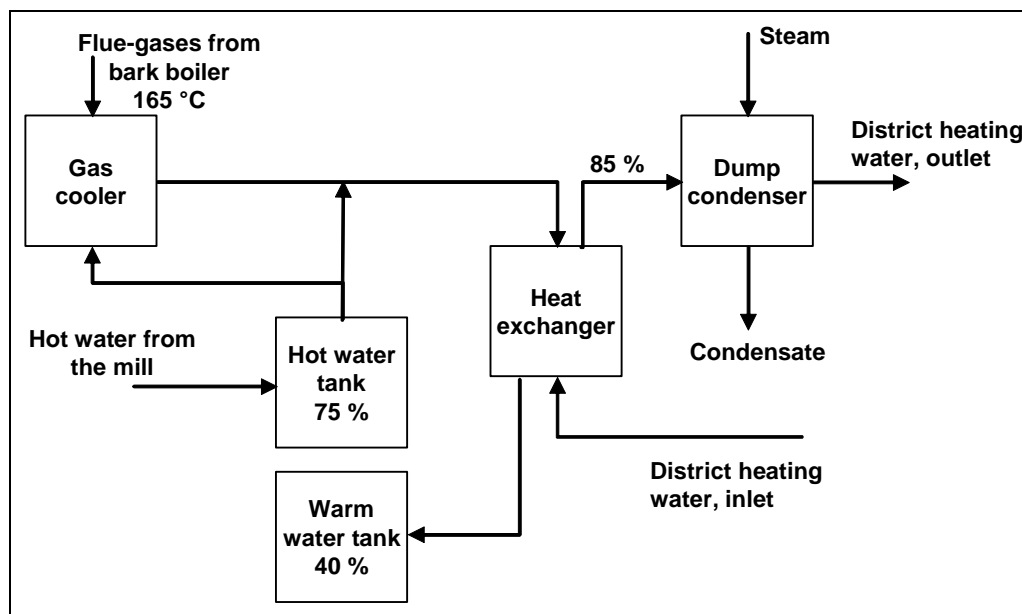 Flue-gases from
bark boiler
165 °C
Steam
Gas
cooler
85 %
Dump
condenser
District heating
water, outlet
Heat
exchanger
Hot water from
the mill
Hot water
tank
75 %
Condensate
District heating
water, inlet
Warm
water tank
40 %